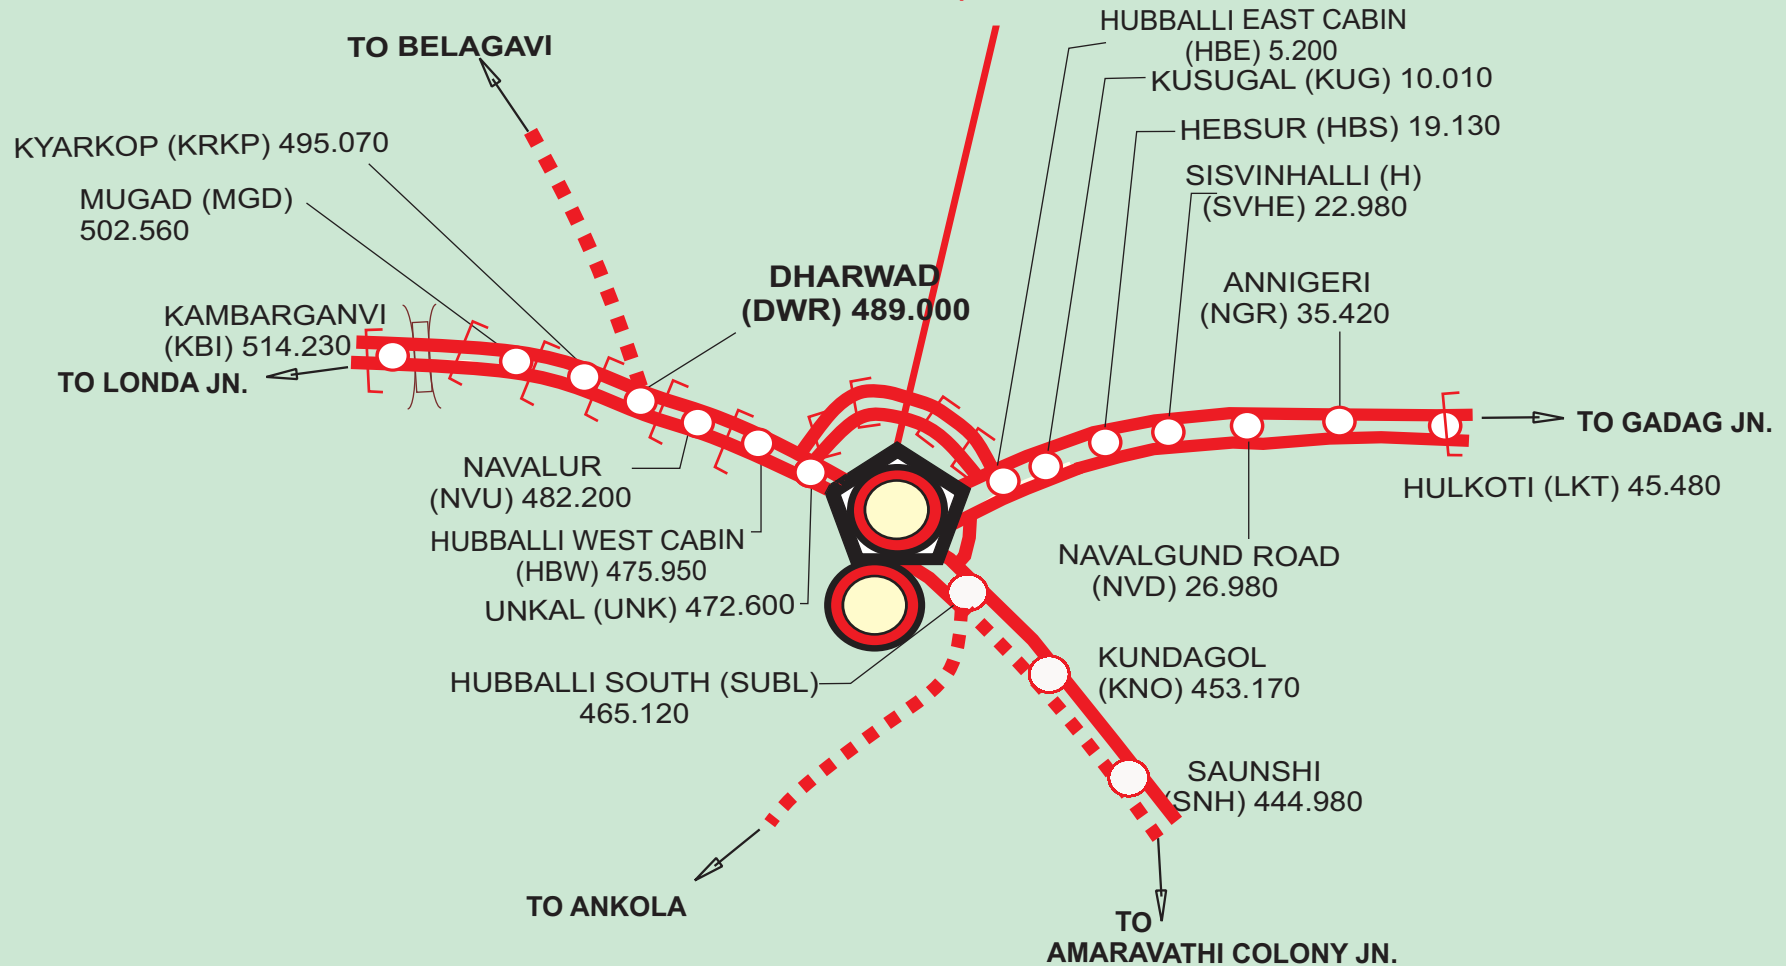 HUBBALLI EAST CABIN
(HBE) 5.200
TO BELAGAVI
KUSUGAL (KUG) 10.010
HEBSUR (HBS) 19.130
KYARKOP (KRKP) 495.070
SISVINHALLI (H)
(SVHE) 22.980
MUGAD (MGD)
502.560
DHARWAD
(DWR) 489.000
ANNIGERI
(NGR) 35.420
KAMBARGANVI
(KBI) 514.230
TO LONDA JN.
TO GADAG JN.
NAVALUR
(NVU) 482.200
HULKOTI (LKT) 45.480
HUBBALLI WEST CABIN
(HBW) 475.950
NAVALGUND ROAD
(NVD) 26.980
UNKAL (UNK) 472.600
HUBBALLI SOUTH (SUBL)
465.120
KUNDAGOL
(KNO) 453.170
SAUNSHI
(SNH) 444.980
TO ANKOLA
TO
AMARAVATHI COLONY JN.